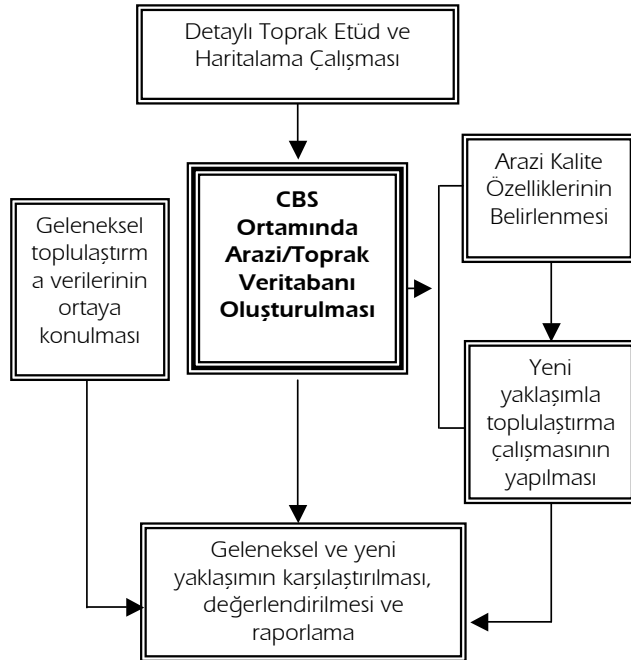 Detaylı Toprak Etüd ve
Haritalama Çalışması
CBS
Ortamında
Arazi/Toprak
Veritabanı
Oluşturulması
Arazi Kalite
Özelliklerinin
Belirlenmesi
Geleneksel
toplulaştırm
a verilerinin
ortaya
konulması
Yeni
yaklaşımla
toplulaştırma
çalışmasının
yapılması
Geleneksel ve yeni
yaklaşımın karşılaştırılması,
değerlendirilmesi ve
raporlama